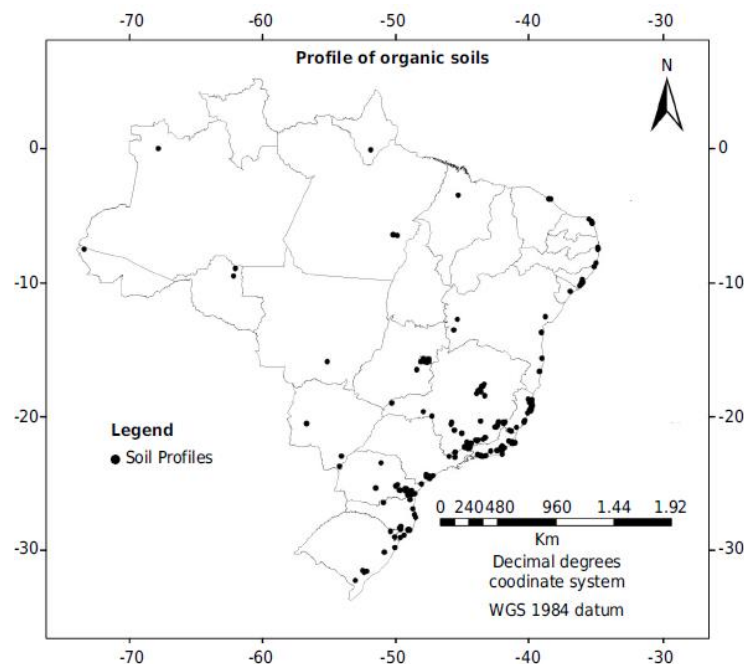 -70 -60 -50 -40 -30
Profile of organic soils
N
0 0
-10 -10
-20 -20
Legend
Soil Profiles
0 240 480 960 1.44 1.92
Km
-30 -30
Decimal degrees
coodinate system
WGS 1984 datum
-70 -60 -50 -40 -30